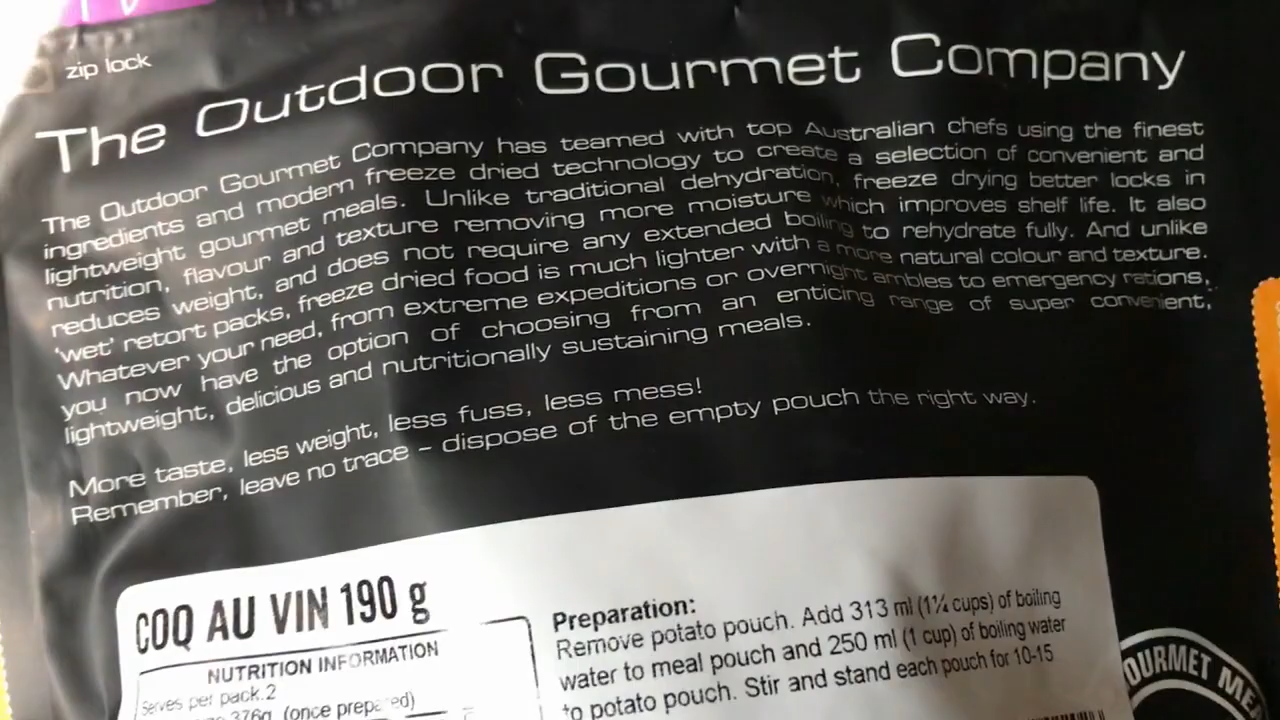 zip lock
The Outdoor Gourmet Company
The Outdoor Gourmet Company has teamed with top Australian chefs using the finest
ingredients and modern freeze dried technology to create a selection of convenient and
lightweight gourmet meals. Unlike traditional dehydration, freeze drying better locks in
nutrition, flavour and texture removing more moisture which improves shelf life. It also
reduces weight, and does not require any extended boiling to rehydrate fully. And unlike
'wet' retort packs, freeze dried food is much lighter with a more natural colour and texture.
Whatever your need, from extreme expeditions or overnight ambles to emergency rations,
you now have the option of choosing from an enticing range of super convenient,
lightweight, delicious and nutritionally sustaining meals.
More taste, less weight, less fuss, less mess!
Remember, leave no trace – dispose of the empty pouch the right way.
COQ AU VIN 190 g
NUTRITION INFORMATION
Serves per pack.2
376g (once prepared)
Preparation:
Remove potato pouch. Add 313 ml (1¼ cups) of boiling
water to meal pouch and 250 ml (1 cup) of boiling water
to potato pouch. Stir and stand each pouch for 10-15
OURMET MEA